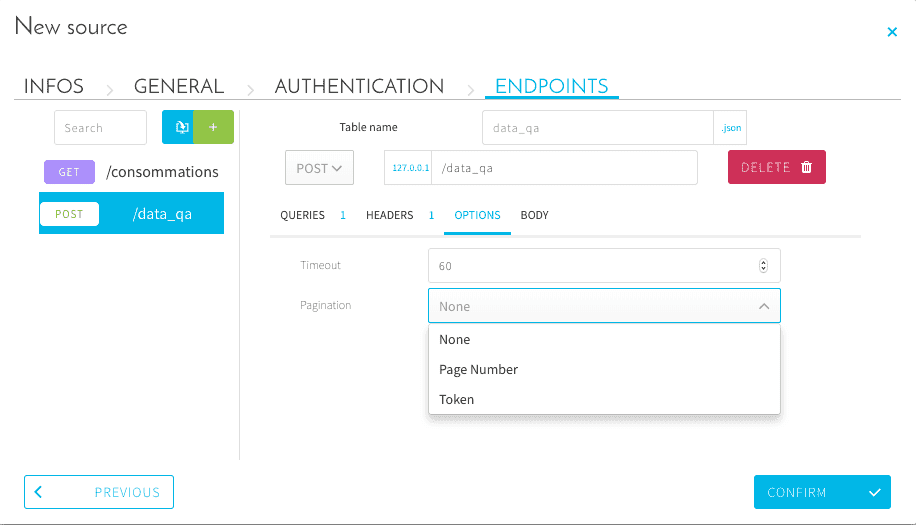 New source
INFOS
GENERAL
AUTHENTICATION
ENDPOINTS
Search
+
GET
/consommations
POST
/data_qa
Table name
data_qa
.json
POST
127.0.0.1
/data_qa
DELETE
QUERIES 1
HEADERS 1
OPTIONS
BODY
Timeout
60
Pagination
None
None
Page Number
Token
PREVIOUS
CONFIRM